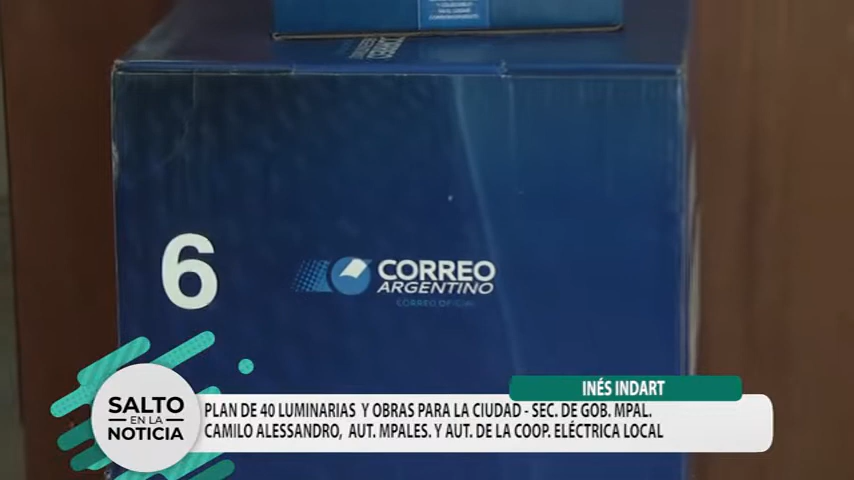 6
CORREO
ARGENTINO
CORREO OFICIAL
INÉS INDART
PLAN DE 40 LUMINARIAS Y OBRAS PARA LA CIUDAD - SEC. DE GOB. MPAL.
CAMILO ALESSANDRO, AUT. MPALES. Y AUT. DE LA COOP. ELÉCTRICA LOCAL
SALTO
EN LA
NOTICIA